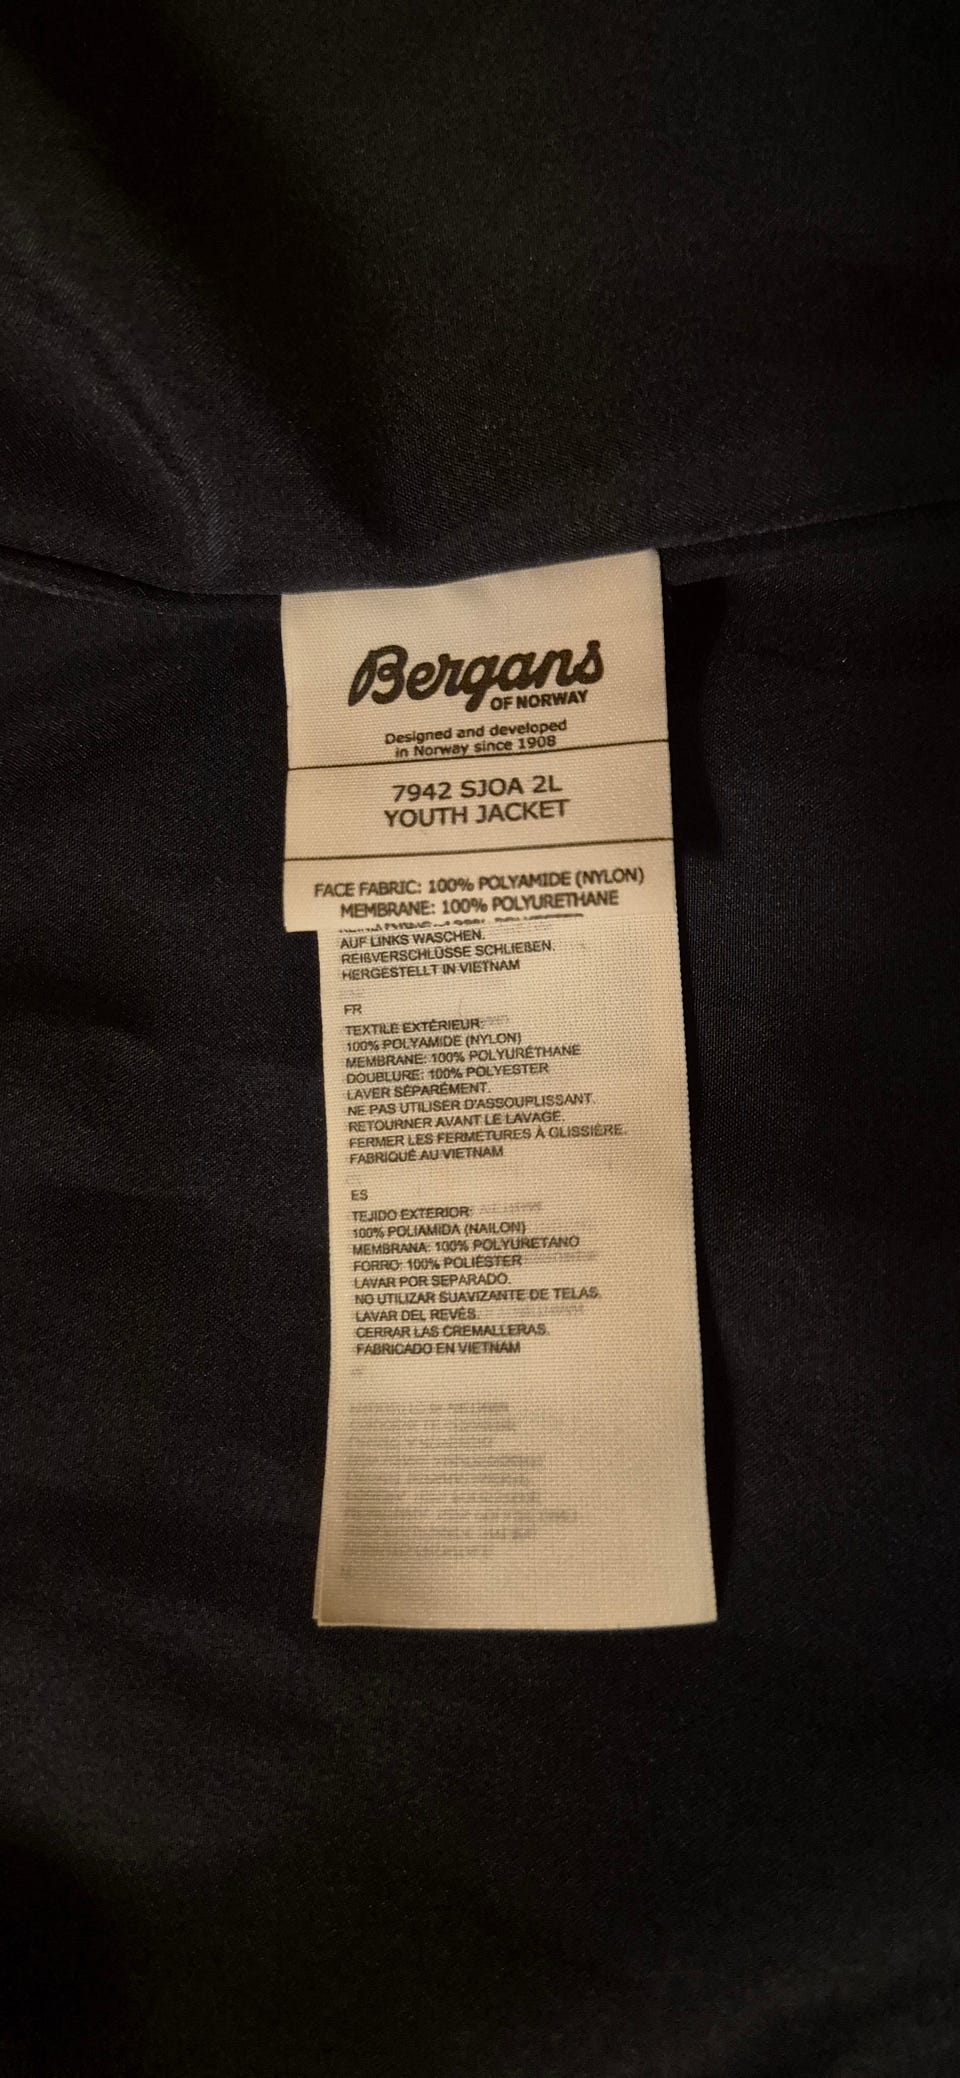 Bergans
OF NORWAY
Designed and developed
in Norway since 1908
7942 SJOA 2L
YOUTH JACKET
FACE FABRIC: 100% POLYAMIDE (NYLON)
MEMBRANE: 100% POLYURETHANE
AUF LINKS WASCHEN.
REIßVERSCHLÜSSE SCHLIEßEN.
HERGESTELLT IN VIETNAM
FR
TEXTILE EXTÉRIEUR:
100% POLYAMIDE (NYLON)
MEMBRANE: 100% POLYURÉTHANE
DOUBLURE: 100% POLYESTER
LAVER SÉPARÉMENT.
NE PAS UTILISER D'ASSOUPLISSANT.
RETOURNER AVANT LE LAVAGE.
FERMER LES FERMETURES À GLISSIÈRE.
FABRIQUÉ AU VIETNAM
ES
TEJIDO EXTERIOR:
100% POLIAMIDA (NAILON)
MEMBRANA: 100% POLYURETANO
FORRO: 100% POLIÉSTER
LAVAR POR SEPARADO.
NO UTILIZAR SUAVIZANTE DE TELAS.
LAVAR DEL REVÉS.
CERRAR LAS CREMALLERAS.
FABRICADO EN VIETNAM